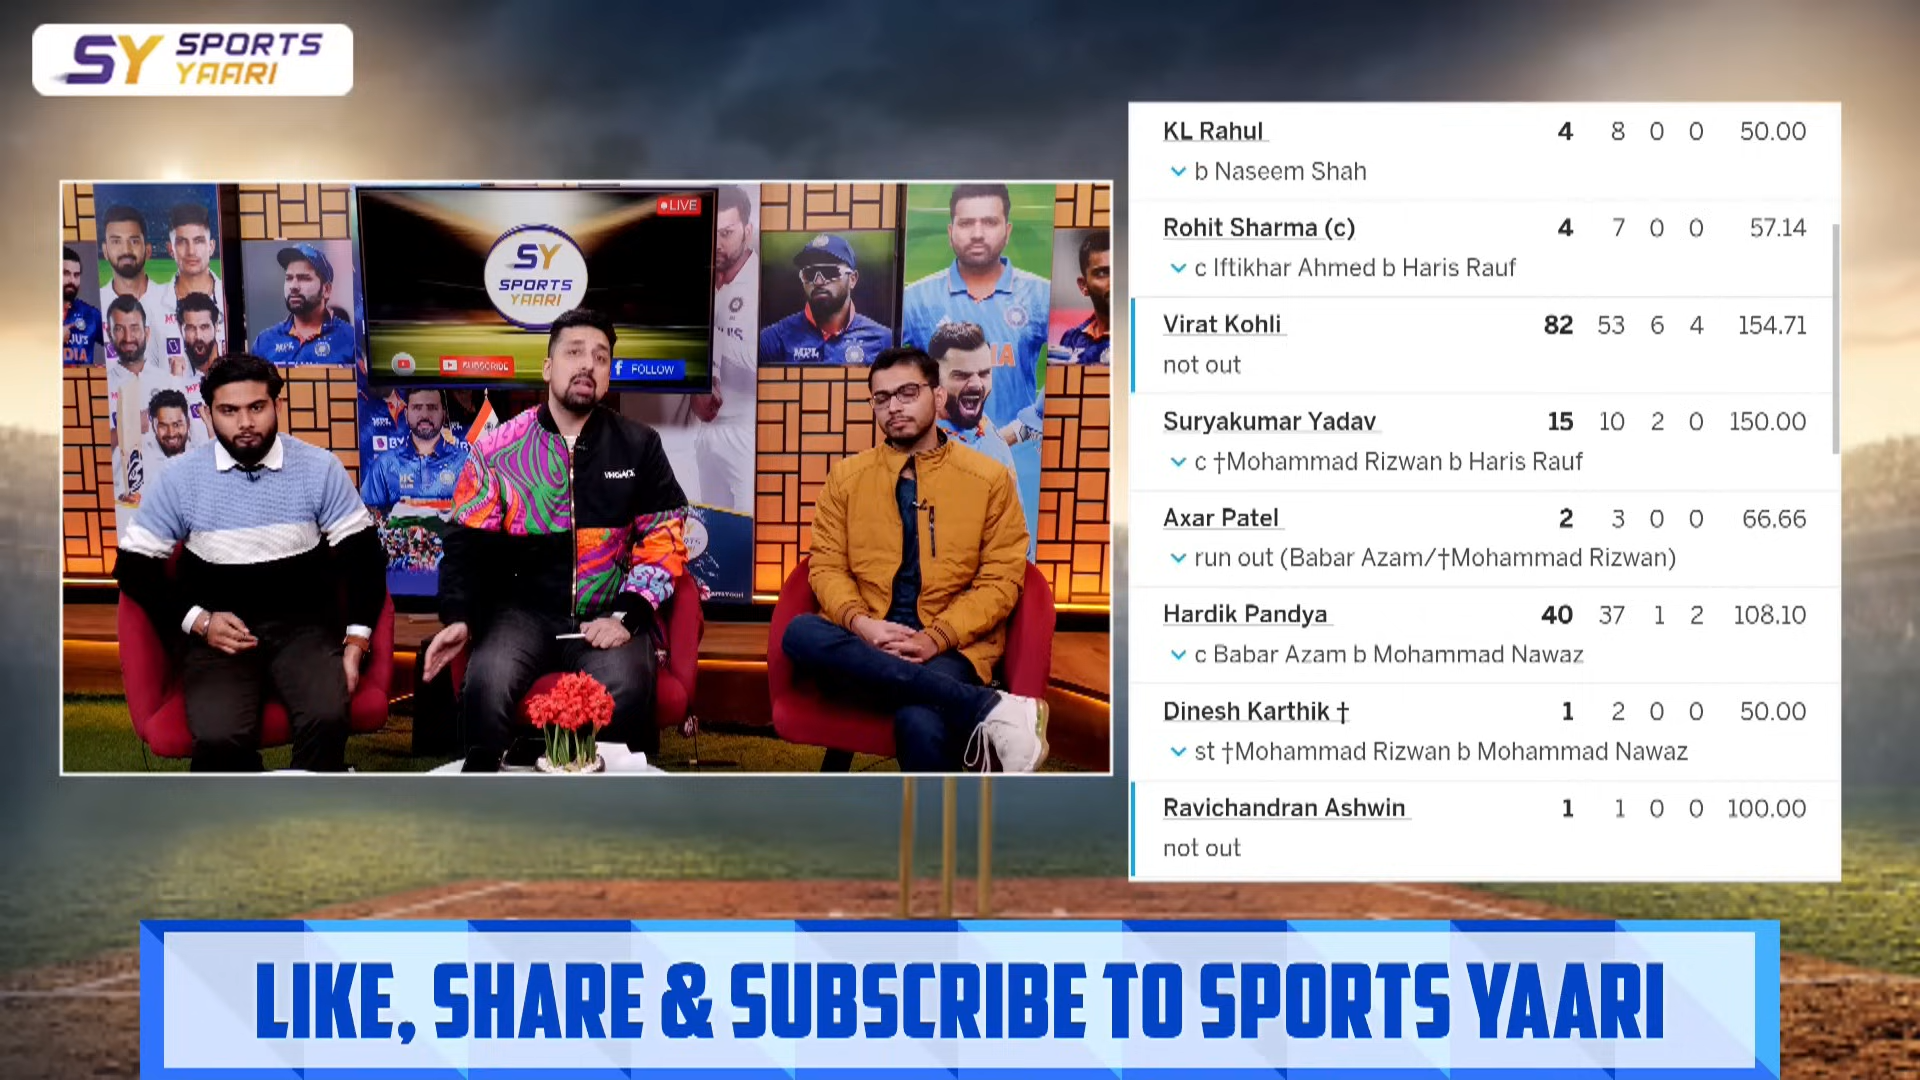 SY SPORTS
YAARI
KL Rahul 4 8 0 0 50.00
b Naseem Shah
Rohit Sharma (c) 4 7 0 0 57.14
c Iftikhar Ahmed b Haris Rauf
Virat Kohli 82 53 6 4 154.71
not out
Suryakumar Yadav 15 10 2 0 150.00
c †Mohammad Rizwan b Haris Rauf
Axar Patel 2 3 0 0 66.66
run out (Babar Azam/†Mohammad Rizwan)
Hardik Pandya 40 37 1 2 108.10
c Babar Azam b Mohammad Nawaz
Dinesh Karthik † 1 2 0 0 50.00
st †Mohammad Rizwan b Mohammad Nawaz
Ravichandran Ashwin 1 1 0 0 100.00
not out
LIVE
SY
SPORTS
YAARI
SUBSCRIBE
FOLLOW
LIKE, SHARE & SUBSCRIBE TO SPORTS YAARI